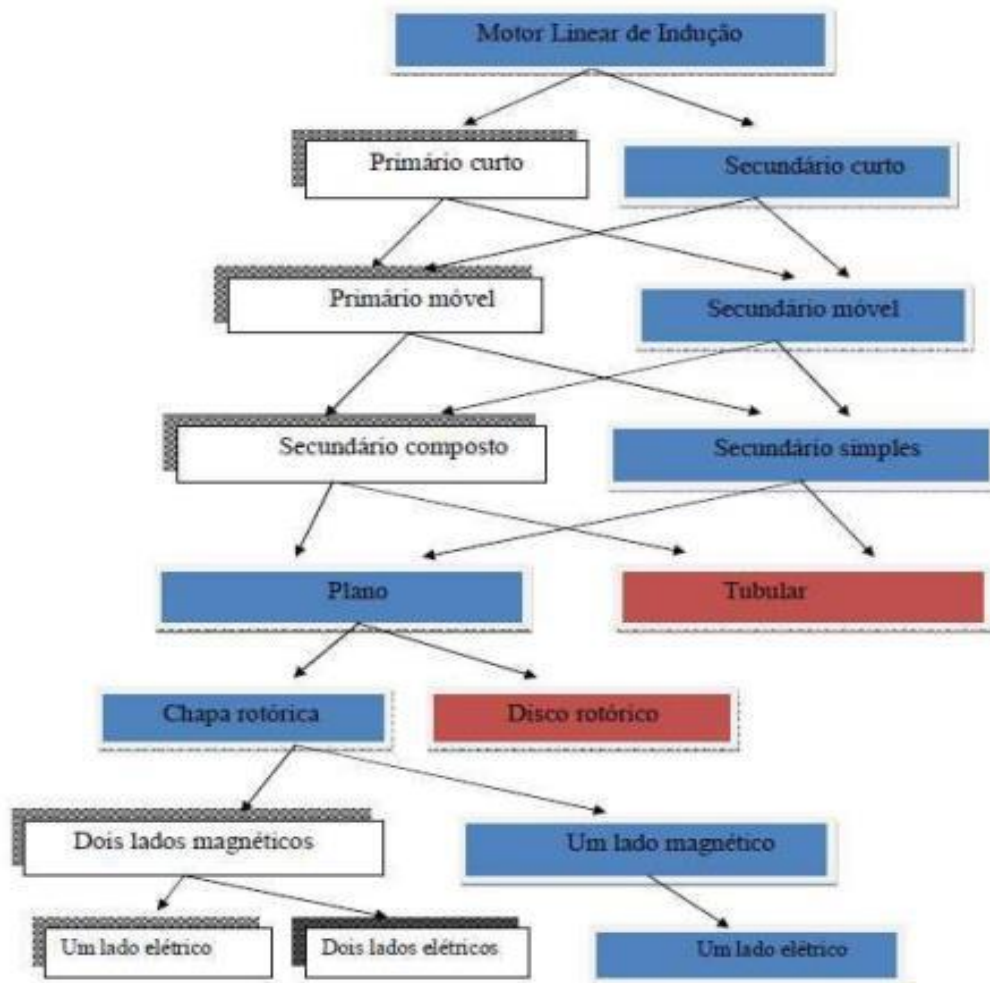 Motor Linear de Indução
Primário curto
Secundário curto
Primário móvel
Secundário móvel
Secundário composto
Secundário simples
Plano
Tubular
Chapa rotórica
Disco rotórico
Dois lados magnéticos
Um lado magnético
Um lado elétrico
Dois lados elétricos
Um lado elétrico